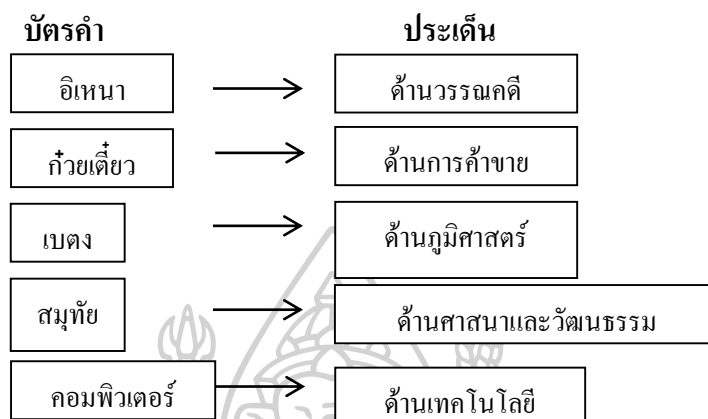 บัตรคำ ประเด็น
อิเหนา ด้านวรรณคดี
ก๋วยเตี๋ยว ด้านการค้าขาย
เบตง ด้านภูมิศาสตร์
สมุทัย ด้านศาสนาและวัฒนธรรม
คอมพิวเตอร์ ด้านเทคโนโลยี